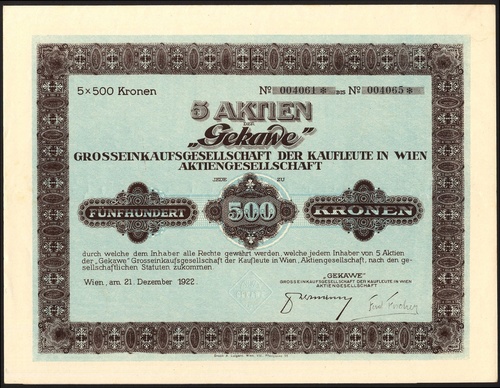 5×500 Kronen
Nº 004061 * BIS Nº 004065 *
5 AKTIEN
DER
„Gekawe”
GROSSEINKAUFSGESELLSCHAFT DER KAUFLEUTE IN WIEN
AKTIENGESELLSCHAFT
JEDE ZU
FÜNFHUNDERT 500 KRONEN
durch welche dem Inhaber alle Rechte gewährt werden, welche jedem Inhaber von 5 Aktien
der „Gekawe” Grosseinkaufsgesellschaft der Kaufleute in Wien, Aktiengesellschaft, nach den ge-
sellschaftlichen Statuten zukommen.
Wien, am 21. Dezember 1922.
„GEKAWE”
GROSSEINKAUFSGESELLSCHAFT DER KAUFLEUTE IN WIEN
AKTIENGESELLSCHAFT